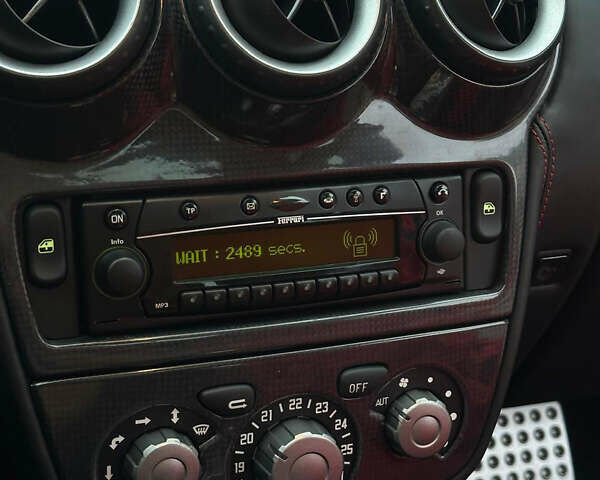 ON
TP
i
F
OK
Info
Ferrari
WAIT : 2489 secs.
MP3
OFF
AUT
19 20 21 22 23 24 25